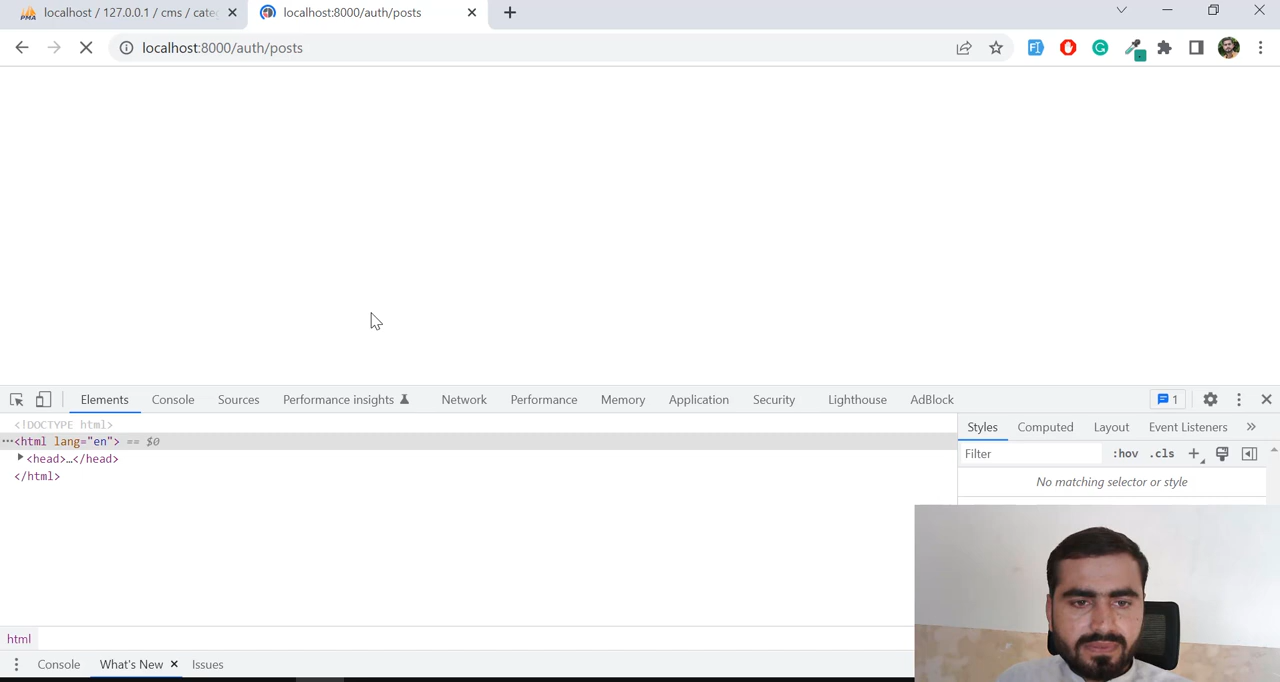 localhost / 127.0.0.1 / cms / cate
localhost:8000/auth/posts
localhost:8000/auth/posts
Elements Console Sources Performance insights Network Performance Memory Application Security Lighthouse AdBlock 1
<!DOCTYPE html>
<html lang="en"> == $0
<head>…</head>
</html>
Styles Computed Layout Event Listeners
Filter :hov .cls
No matching selector or style
html
Console What's New Issues